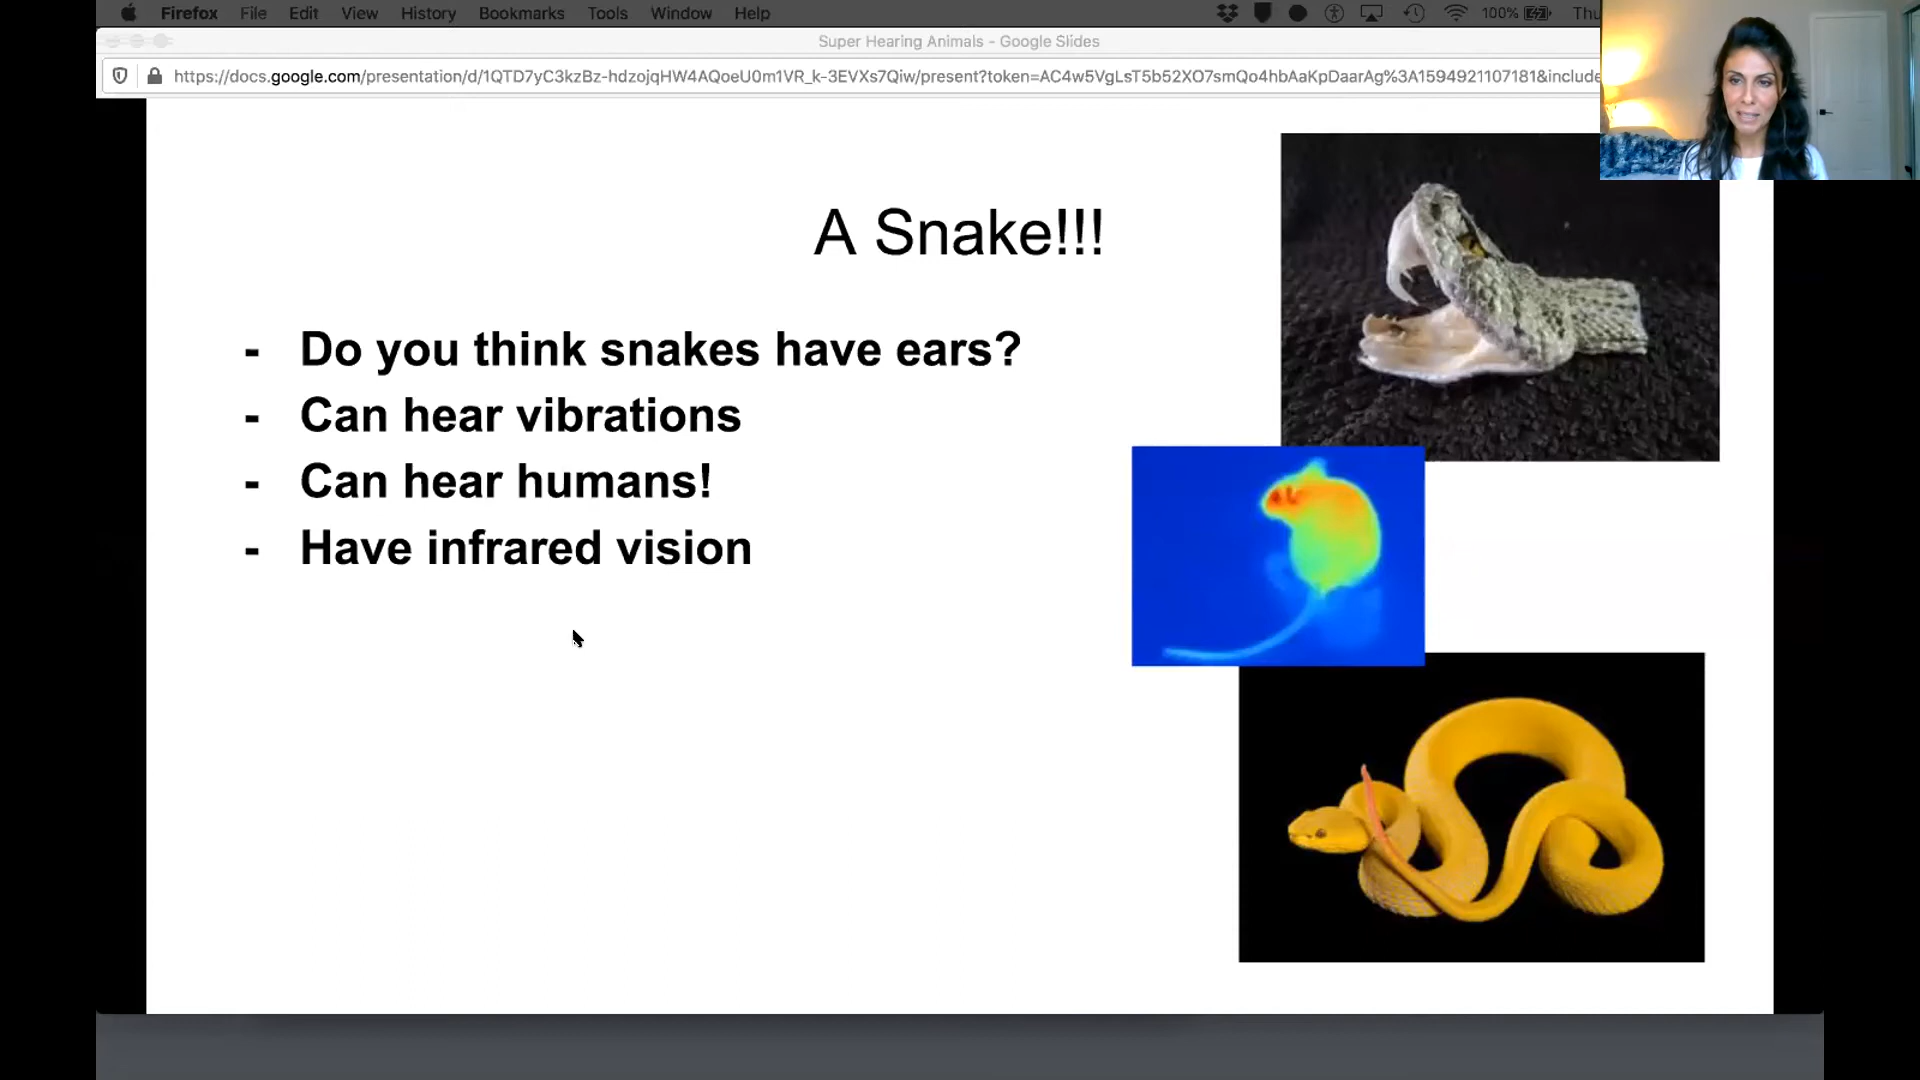 Firefox File Edit View History Bookmarks Tools Window Help 100% Thu
Super Hearing Animals - Google Slides
https://docs.google.com/presentation/d/1QTD7yC3kzBz-hdzojqHW4AQoeU0m1VR_k-3EVXs7Qiw/present?token=AC4w5VgLsT5b52XO7smQo4hbAaKpDaarAg%3A1594921107181&include
A Snake!!!
- Do you think snakes have ears?
- Can hear vibrations
- Can hear humans!
- Have infrared vision